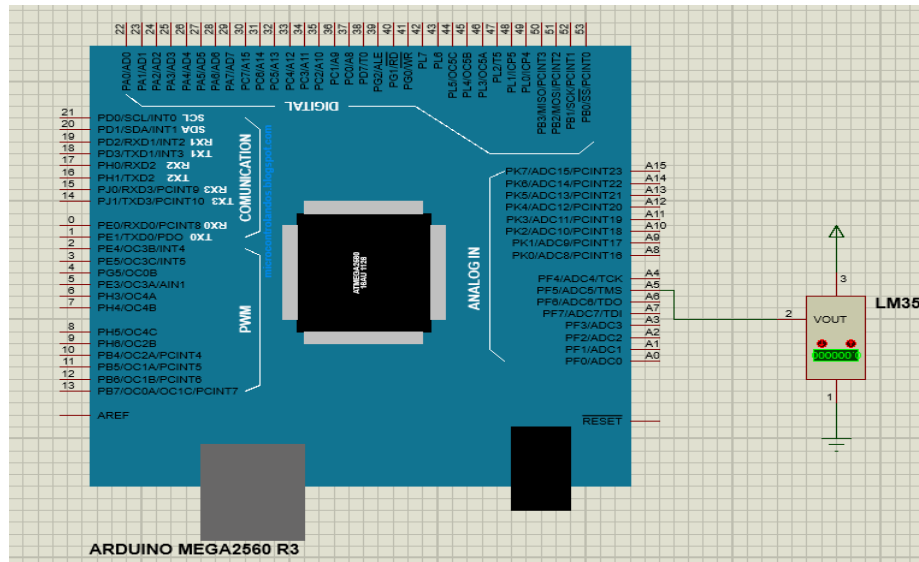 22 23 24 25 26 27 28 29 30 31 32 33 34 35 36 37 38 39 40 41 42 43 44 45 46 47 48 49 50 51 52 53
PA0/AD0
PA1/AD1
PA2/AD2
PA3/AD3
PA4/AD4
PA5/AD5
PA6/AD6
PA7/AD7
PC7/A15
PC6/A14
PC5/A13
PC4/A12
PC3/A11
PC2/A10
PC1/A9
PC0/A8
PD7/T0
PG2/ALE
PG1/RD
PG0/WR
PL7
PL6
PL5/OC5C
PL4/OC5B
PL3/OC5A
PL2/T5
PL1/ICP5
PL0/ICP4
PB3/MISO/PCINT3
PB2/MOSI/PCINT2
PB1/SCK/PCINT1
PB0/SS/PCINT0
DIGITAL
21 PD0/SCL/INT0 SCL
20 PD1/SDA/INT1 SDA
19 PD2/RXD1/INT2 RX1
18 PD3/TXD1/INT3 TX1
17 PH0/RXD2 RX2
16 PH1/TXD2 TX2
15 PJ0/RXD3/PCINT9 RX3
14 PJ1/TXD3/PCINT10 TX3
0 PE0/RXD0/PCINT8 RX0
1 PE1/TXD0/PDO TX0
COMUNICATION
microcontrolandos.blogspot.com
2 PE4/OC3B/INT4
3 PE5/OC3C/INT5
4 PG5/OC0B
5 PE3/OC3A/AIN1
6 PH3/OC4A
7 PH4/OC4B
8 PH5/OC4C
9 PH6/OC2B
10 PB4/OC2A/PCINT4
11 PB5/OC1A/PCINT5
12 PB6/OC1B/PCINT6
13 PB7/OC0A/OC1C/PCINT7
PWM
AREF
ATMEGA2560
16AU 1126
ANALOG IN
PK7/ADC15/PCINT23 A15
PK6/ADC14/PCINT22 A14
PK5/ADC13/PCINT21 A13
PK4/ADC12/PCINT20 A12
PK3/ADC11/PCINT19 A11
PK2/ADC10/PCINT18 A10
PK1/ADC9/PCINT17 A9
PK0/ADC8/PCINT16 A8
PF4/ADC4/TCK A4
PF5/ADC5/TMS A5
PF6/ADC6/TDO A6
PF7/ADC7/TDI A7
PF3/ADC3 A3
PF2/ADC2 A2
PF1/ADC1 A1
PF0/ADC0 A0
RESET
3
LM35
2 VOUT
1
ARDUINO MEGA2560 R3